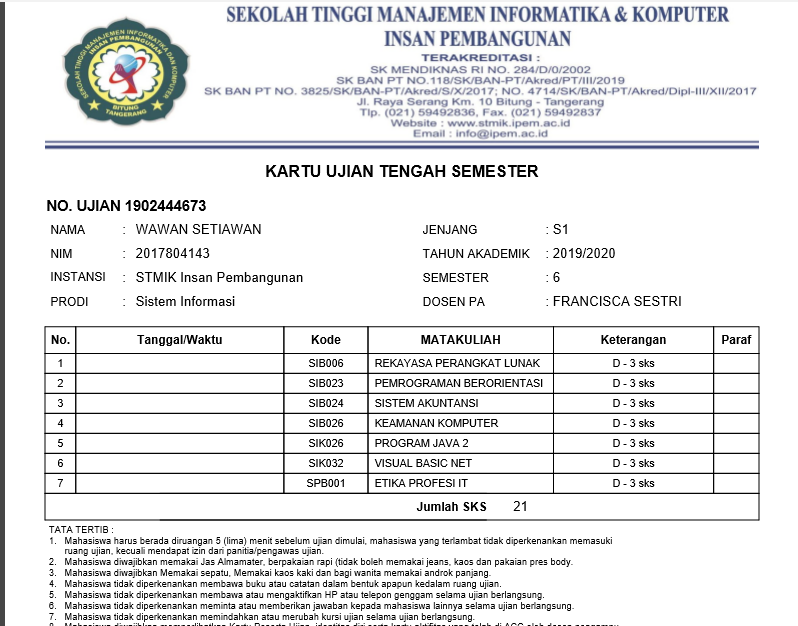 SEKOLAH TINGGI MANAJEMEN INFORMATIKA & KOMPUTER
INSAN PEMBANGUNAN
TERAKREDITASI :
SK MENDIKNAS RI NO. 284/D/0/2002
SK BAN PT NO.118/SK/BAN-PT/Akred/PT/III/2019
SK BAN PT NO. 3825/SK/BAN-PT/Akred/S/X/2017; NO. 4714/SK/BAN-PT/Akred/Dipl-III/XII/2017
Jl. Raya Serang Km. 10 Bitung - Tangerang
Tlp. (021) 59492836, Fax. (021) 59492837
Website : www.stmik.ipem.ac.id
Email : info@ipem.ac.id
SEKOLAH TINGGI MANAJEMEN INFORMATIKA DAN KOMPUTER
INSAN PEMBANGUNAN
BITUNG
TANGERANG
KARTU UJIAN TENGAH SEMESTER
NO. UJIAN 1902444673
NAMA : WAWAN SETIAWAN JENJANG : S1
NIM : 2017804143 TAHUN AKADEMIK : 2019/2020
INSTANSI : STMIK Insan Pembangunan SEMESTER : 6
PRODI : Sistem Informasi DOSEN PA : FRANCISCA SESTRI
No. Tanggal/Waktu Kode MATAKULIAH Keterangan Paraf
1 SIB006 REKAYASA PERANGKAT LUNAK D - 3 sks
2 SIB023 PEMROGRAMAN BERORIENTASI D - 3 sks
3 SIB024 SISTEM AKUNTANSI D - 3 sks
4 SIB026 KEAMANAN KOMPUTER D - 3 sks
5 SIK026 PROGRAM JAVA 2 D - 3 sks
6 SIK032 VISUAL BASIC NET D - 3 sks
7 SPB001 ETIKA PROFESI IT D - 3 sks
Jumlah SKS 21
TATA TERTIB :
1. Mahasiswa harus berada diruangan 5 (lima) menit sebelum ujian dimulai, mahasiswa yang terlambat tidak diperkenankan memasuki
ruang ujian, kecuali mendapat izin dari panitia/pengawas ujian.
2. Mahasiswa diwajibkan memakai Jas Almamater, berpakaian rapi (tidak boleh memakai jeans, kaos dan pakaian pres body.
3. Mahasiswa diwajibkan Memakai sepatu, Memakai kaos kaki dan bagi wanita memakai androk panjang.
4. Mahasiswa tidak diperkenankan membawa buku atau catatan dalam bentuk apapun kedalam ruang ujian.
5. Mahasiswa tidak diperkenankan membawa atau mengaktifkan HP atau telepon genggam selama ujian berlangsung.
6. Mahasiswa tidak diperkenankan meminta atau memberikan jawaban kepada mahasiswa lainnya selama ujian berlangsung.
7. Mahasiswa tidak diperkenankan memindahkan atau merubah kursi ujian selama ujian berlangsung.